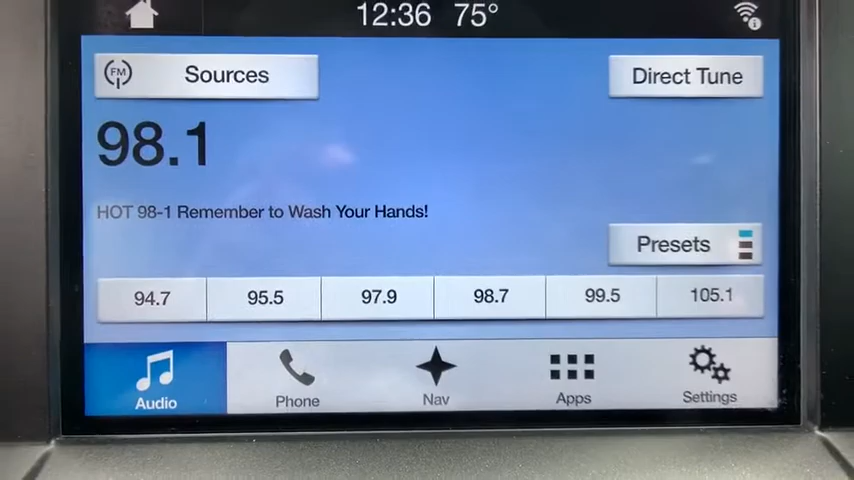 12:36 75°
FM Sources
Direct Tune
98.1
HOT 98-1 Remember to Wash Your Hands!
Presets
94.7 95.5 97.9 98.7 99.5 105.1
Audio Phone Nav Apps Settings